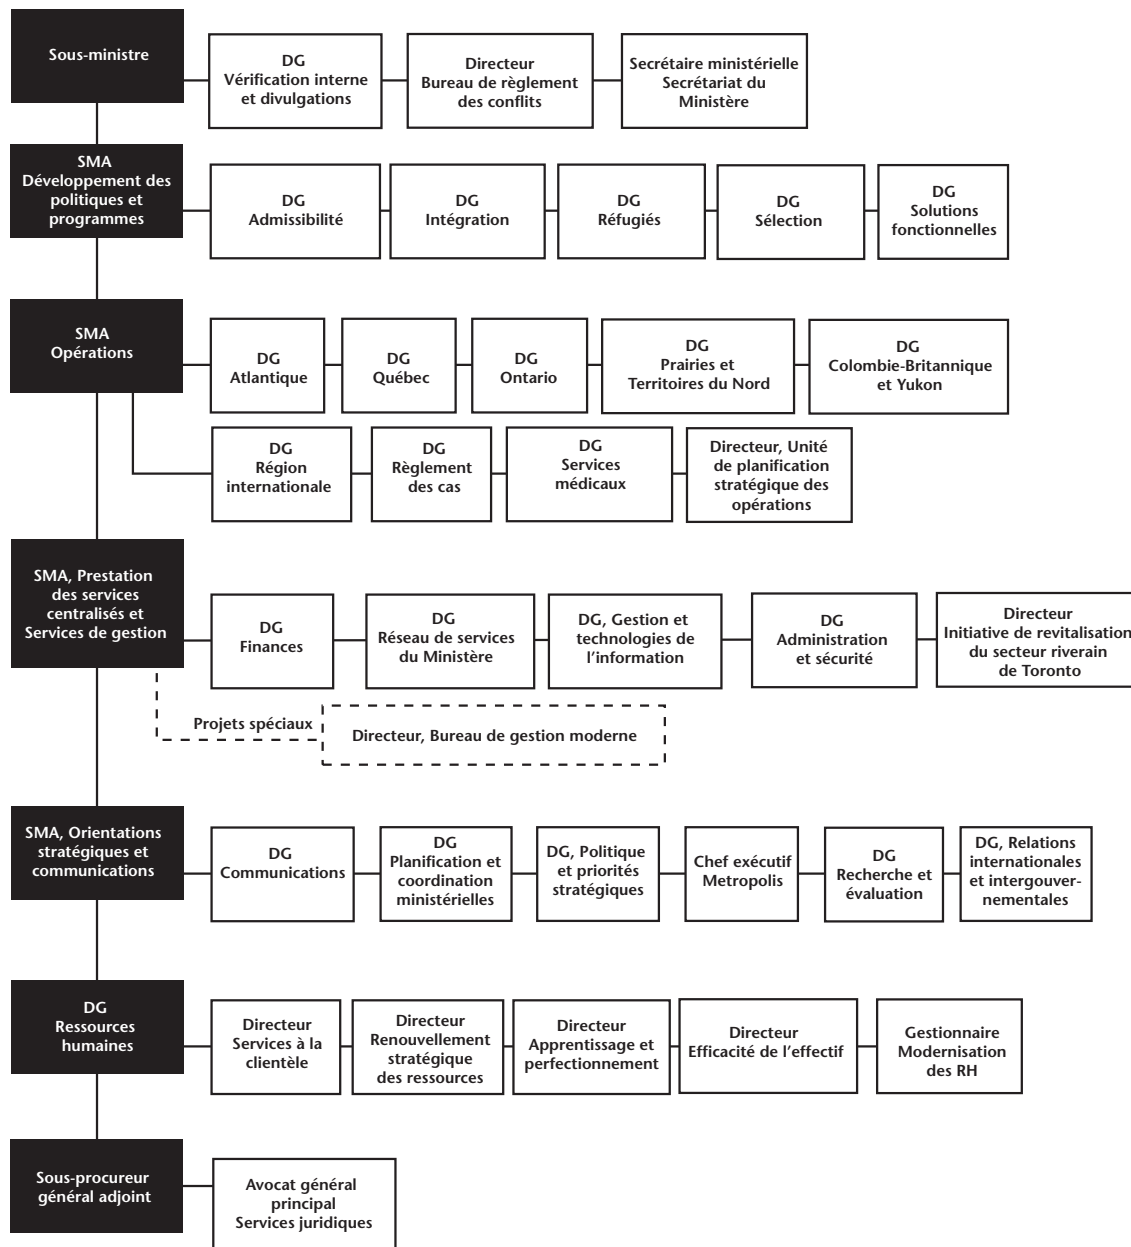 Sous-ministre
DG
Vérification interne
et divulgations
Directeur
Bureau de règlement
des conflits
Secrétaire ministérielle
Secrétariat du
Ministère
SMA
Développement des
politiques et
programmes
DG
Admissibilité
DG
Intégration
DG
Réfugiés
DG
Sélection
DG
Solutions
fonctionnelles
SMA
Opérations
DG
Atlantique
DG
Québec
DG
Ontario
DG
Prairies et
Territoires du Nord
DG
Colombie-Britannique
et Yukon
DG
Région
internationale
DG
Règlement
des cas
DG
Services
médicaux
Directeur, Unité
de planification
stratégique des
opérations
SMA, Prestation
des services
centralisés et
Services de gestion
DG
Finances
DG
Réseau de services
du Ministère
DG, Gestion et
technologies de
l’information
DG
Administration
et sécurité
Directeur
Initiative de revitalisation
du secteur riverain
de Toronto
Projets spéciaux
Directeur, Bureau de gestion moderne
SMA, Orientations
stratégiques et
communications
DG
Communications
DG
Planification et
coordination
ministérielles
DG, Politique
et priorités
stratégiques
Chef exécutif
Metropolis
DG
Recherche et
évaluation
DG, Relations
internationales
et intergouver-
nementales
DG
Ressources
humaines
Directeur
Services à la
clientèle
Directeur
Renouvellement
stratégique
des ressources
Directeur
Apprentissage et
perfectionnement
Directeur
Efficacité de l’effectif
Gestionnaire
Modernisation
des RH
Sous-procureur
général adjoint
Avocat général
principal
Services juridiques